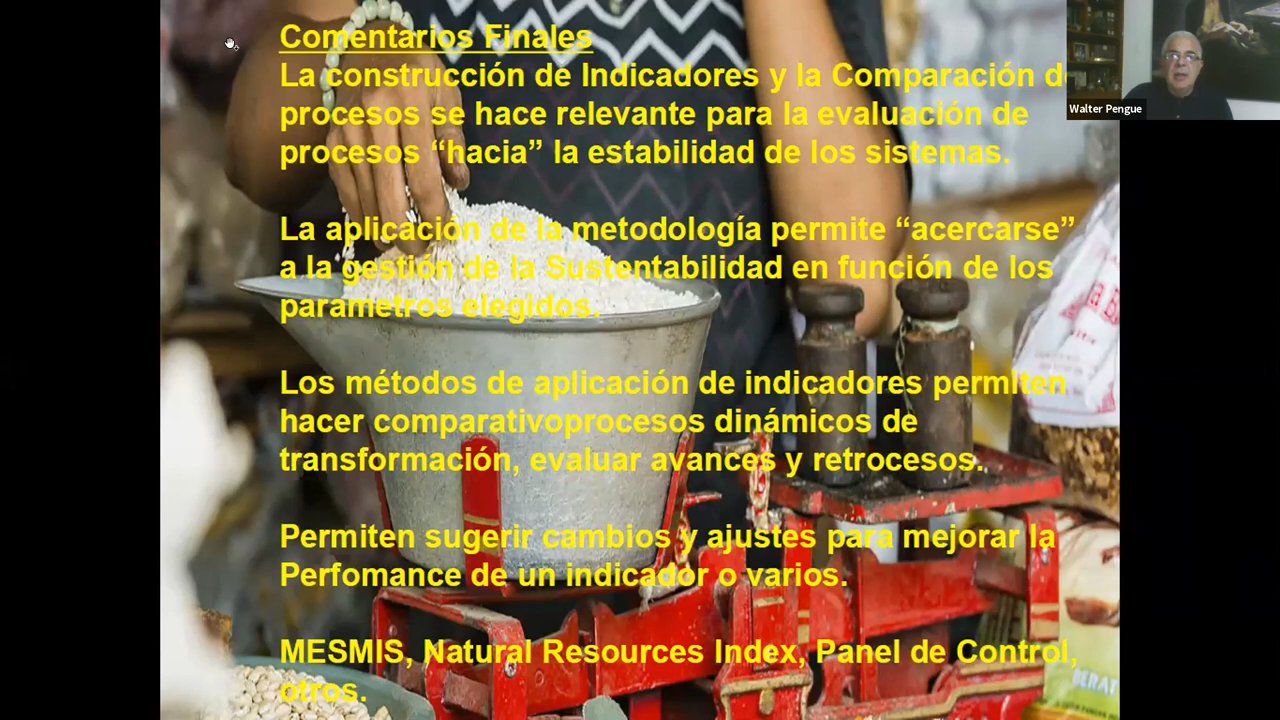 Comentarios Finales
La construcción de Indicadores y la Comparación de
procesos se hace relevante para la evaluación de
procesos “hacia” la estabilidad de los sistemas.
La aplicación de la metodología permite “acercarse”
a la gestión de la Sustentabilidad en función de los
parametros elegidos.
Los métodos de aplicación de indicadores permiten
hacer comparativoprocesos dinámicos de
transformación, evaluar avances y retrocesos.
Permiten sugerir cambios y ajustes para mejorar la
Perfomance de un indicador o varios.
MESMIS, Natural Resources Index, Panel de Control,
otros.
Walter Pengue
BERAT